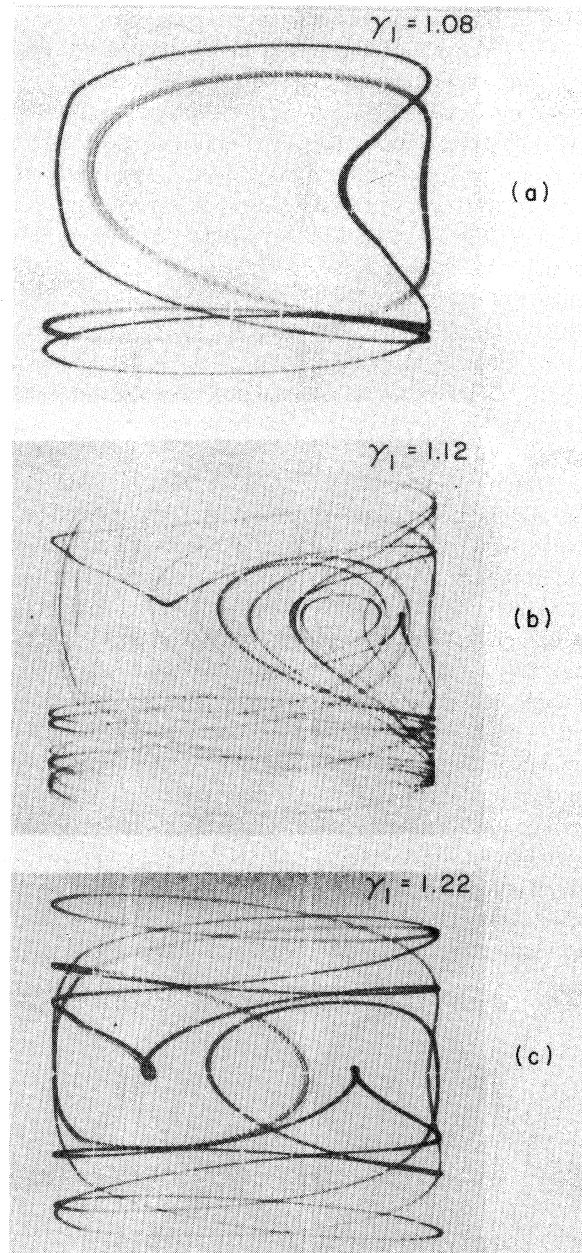 γ₁ = 1.08
(a)
γ₁ = 1.12
(b)
γ₁ = 1.22
(c)